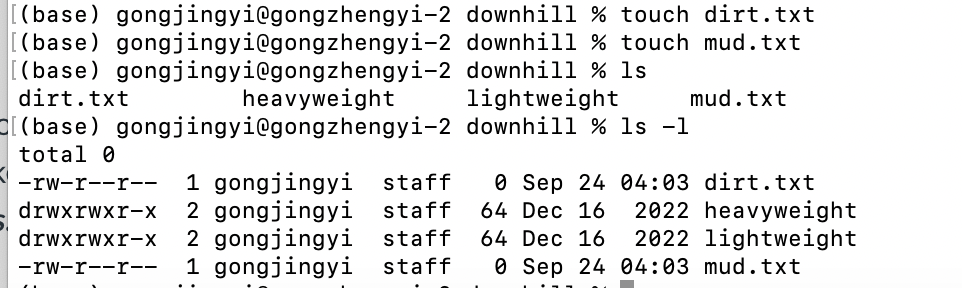 [(base) gongjingyi@gongzhengyi-2 downhill % touch dirt.txt
[(base) gongjingyi@gongzhengyi-2 downhill % touch mud.txt
[(base) gongjingyi@gongzhengyi-2 downhill % ls
dirt.txt heavyweight lightweight mud.txt
[(base) gongjingyi@gongzhengyi-2 downhill % ls -l
total 0
-rw-r--r-- 1 gongjingyi staff 0 Sep 24 04:03 dirt.txt
drwxrwxr-x 2 gongjingyi staff 64 Dec 16 2022 heavyweight
drwxrwxr-x 2 gongjingyi staff 64 Dec 16 2022 lightweight
-rw-r--r-- 1 gongjingyi staff 0 Sep 24 04:03 mud.txt